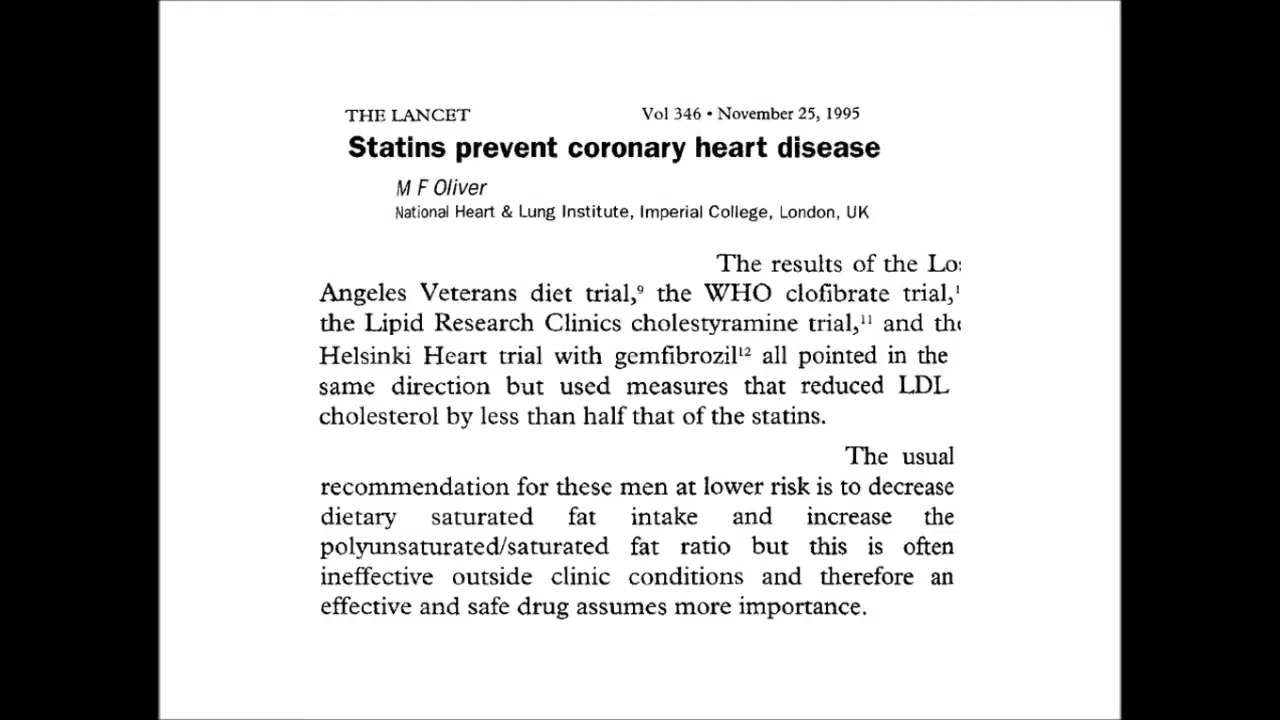 THE LANCET Vol 346 • November 25, 1995
Statins prevent coronary heart disease
M F Oliver
National Heart & Lung Institute, Imperial College, London, UK
The results of the
Angeles Veterans diet trial,⁹ the WHO clofibrate trial,
the Lipid Research Clinics cholestyramine trial,¹¹ and
Helsinki Heart trial with gemfibrozil¹² all pointed in the
same direction but used measures that reduced LDL
cholesterol by less than half that of the statins.
The usual
recommendation for these men at lower risk is to decrease
dietary saturated fat intake and increase the
polyunsaturated/saturated fat ratio but this is often
ineffective outside clinic conditions and therefore an
effective and safe drug assumes more importance.